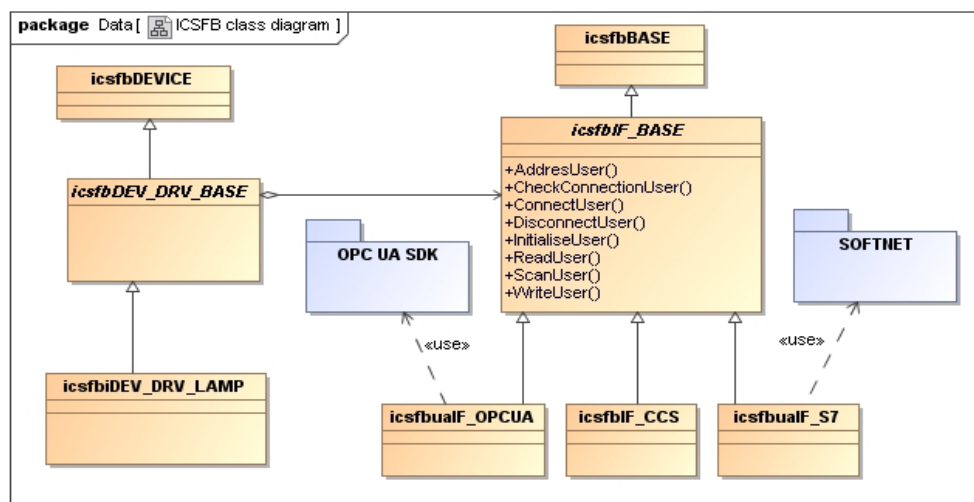 package Data [ ICSFB class diagram ]
icsfbBASE
icsfbDEVICE
icsfbIF_BASE
+AddresUser()
+CheckConnectionUser()
+ConnectUser()
+DisconnectUser()
+InitialiseUser()
+ReadUser()
+ScanUser()
+WriteUser()
icsfbDEV_DRV_BASE
OPC UA SDK
SOFTNET
«use»
«use»
icsfbiDEV_DRV_LAMP
icsfbuaIF_OPCUA
icsfbIF_CCS
icsfbuaIF_S7